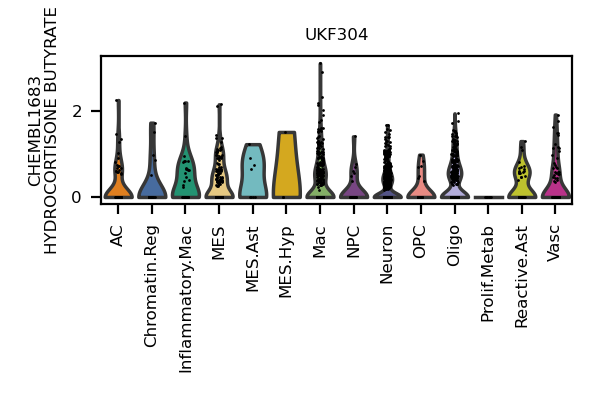 UKF304
CHEMBL1683
HYDROCORTISONE BUTYRATE
2
0
AC
Chromatin.Reg
Inflammatory.Mac
MES
MES.Ast
MES.Hyp
Mac
NPC
Neuron
OPC
Oligo
Prolif.Metab
Reactive.Ast
Vasc